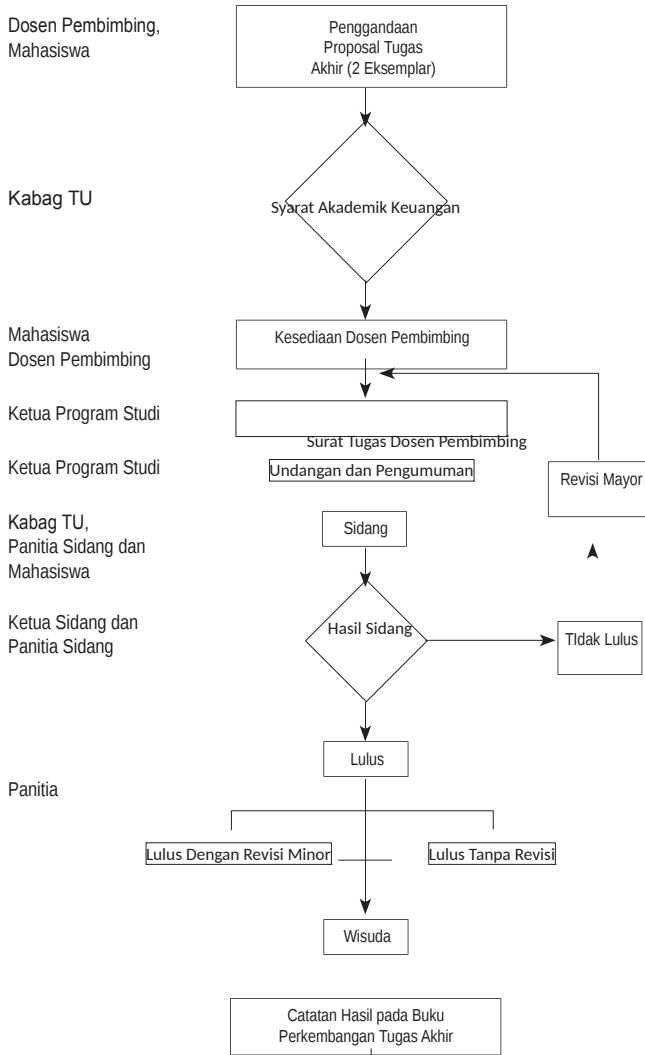 Dosen Pembimbing,
Mahasiswa
Penggandaan
Proposal Tugas
Akhir (2 Eksemplar)
Kabag TU
Syarat Akademik Keuangan
Mahasiswa
Dosen Pembimbing
Kesediaan Dosen Pembimbing
Ketua Program Studi
Surat Tugas Dosen Pembimbing
Ketua Program Studi
Undangan dan Pengumuman
Revisi Mayor
Kabag TU,
Panitia Sidang dan
Mahasiswa
Sidang
Ketua Sidang dan
Panitia Sidang
Hasil Sidang
TIdak Lulus
Lulus
Panitia
Lulus Dengan Revisi Minor
Lulus Tanpa Revisi
Wisuda
Catatan Hasil pada Buku
Perkembangan Tugas Akhir